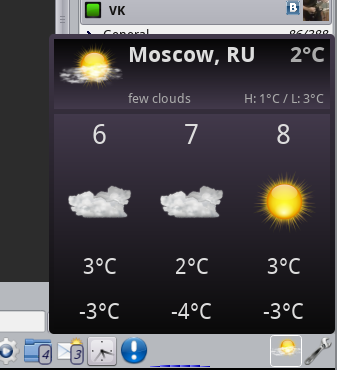 VK
General 86/388
Moscow, RU 2°C
few clouds H: 1°C / L: 3°C
6 7 8
3°C 2°C 3°C
-3°C -4°C -3°C
4 3